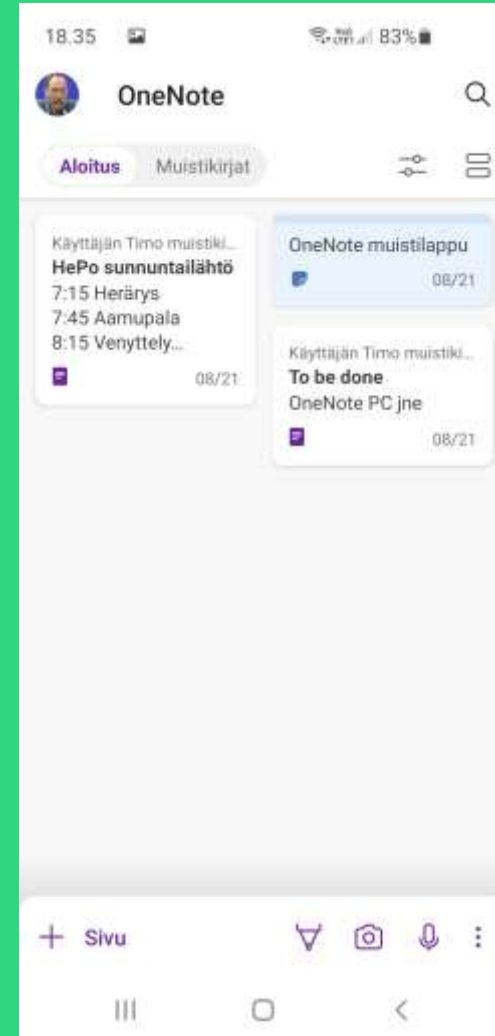 18.35
83%
OneNote
Aloitus Muistikirjat
Käyttäjän Timo muistiki...
HePo sunnuntailähtö
7:15 Herärys
7:45 Aamupala
8:15 Venyttely...
08/21
OneNote muistilappu
08/21
Käyttäjän Timo muistiki...
To be done
OneNote PC jne
08/21
Sivu